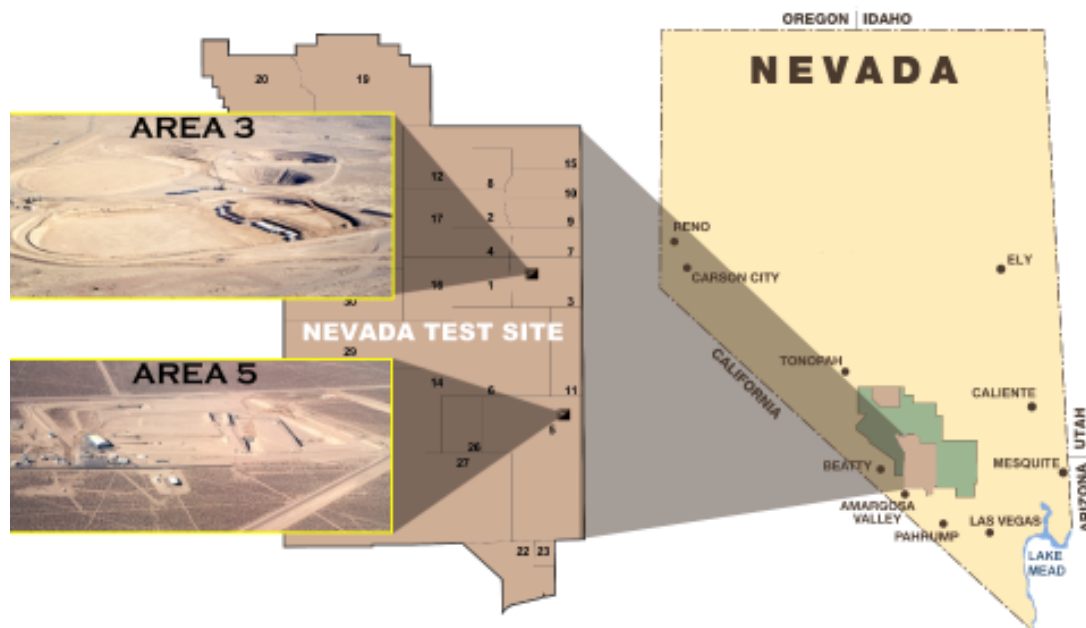 OREGON IDAHO
NEVADA
20
19
AREA 3
15
12
8
10
17
2
9
RENO
4
7
ELY
CARSON CITY
16
1
30
3
NEVADA TEST SITE
29
TONOPAH
CALIFORNIA
AREA 5
14
6
11
CALIENTE
5
26
27
BEATTY
MESQUITE
UTAH
ARIZONA
AMARGOSA
VALLEY
PAHRUMP
LAS VEGAS
22
23
LAKE
MEAD